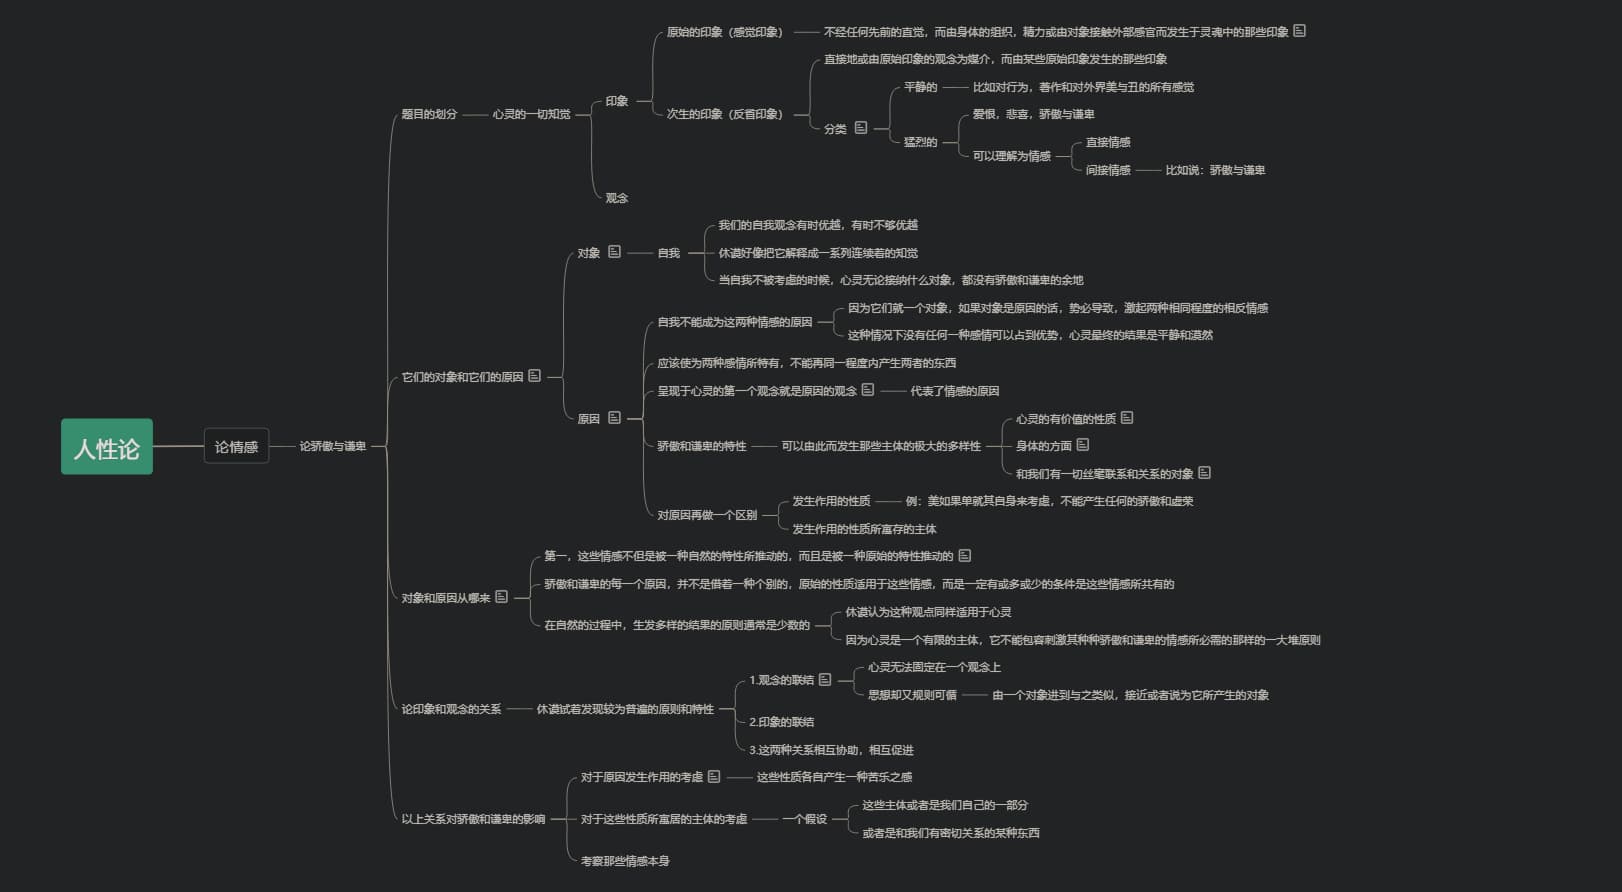 人性论
论情感
论骄傲与谦卑
题目的划分
心灵的一切知觉
印象
原始的印象（感觉印象）
不经任何先前的直觉，而由身体的组织，精力或由对象接触外部感官而发生于灵魂中的那些印象
次生的印象（反省印象）
直接地或由原始印象的观念为媒介，而由某些原始印象发生的那些印象
分类
平静的
比如对行为，著作和对外界美与丑的所有感觉
猛烈的
爱恨，悲喜，骄傲与谦卑
可以理解为情感
直接情感
间接情感
比如说：骄傲与谦卑
观念
它们的对象和它们的原因
对象
自我
我们的自我观念有时优越，有时不够优越
休谟好像把它解释成一系列连续着的知觉
当自我不被考虑的时候，心灵无论接纳什么对象，都没有骄傲和谦卑的余地
原因
自我不能成为这两种情感的原因
因为它们就一个对象，如果对象是原因的话，势必导致，激起两种相同程度的相反情感
这种情况下没有任何一种感情可以占到优势，心灵最终的结果是平静和漠然
应该使为两种感情所特有，不能再同一程度内产生两者的东西
呈现于心灵的第一个观念就是原因的观念
代表了情感的原因
骄傲和谦卑的特性
可以由此而发生那些主体的极大的多样性
心灵的有价值的性质
身体的方面
和我们有一切丝毫联系和关系的对象
对原因再做一个区别
发生作用的性质
例：美如果单就其自身来考虑，不能产生任何的骄傲和虚荣
发生作用的性质所寓存的主体
对象和原因从哪来
第一，这些情感不但是被一种自然的特性所推动的，而且是被一种原始的特性推动的
骄傲和谦卑的每一个原因，并不是借着一种个别的，原始的性质适用于这些情感，而是一定有或多或少的条件是这些情感所共有的
在自然的过程中，生发多样的结果的原则通常是少数的
休谟认为这种观点同样适用于心灵
因为心灵是一个有限的主体，它不能包容刺激其种种骄傲和谦卑的情感所必需的那样的一大堆原则
论印象和观念的关系
休谟试着发现较为普遍的原则和特性
1.观念的联结
心灵无法固定在一个观念上
思想却又规则可循
由一个对象进到与之类似，接近或者说为它所产生的对象
2.印象的联结
3.这两种关系相互协助，相互促进
以上关系对骄傲和谦卑的影响
对于原因发生作用的考虑
这些性质各自产生一种苦乐之感
对于这些性质所寓居的主体的考虑
一个假设
这些主体或者是我们自己的一部分
或者是和我们有密切关系的某种东西
考察那些情感本身